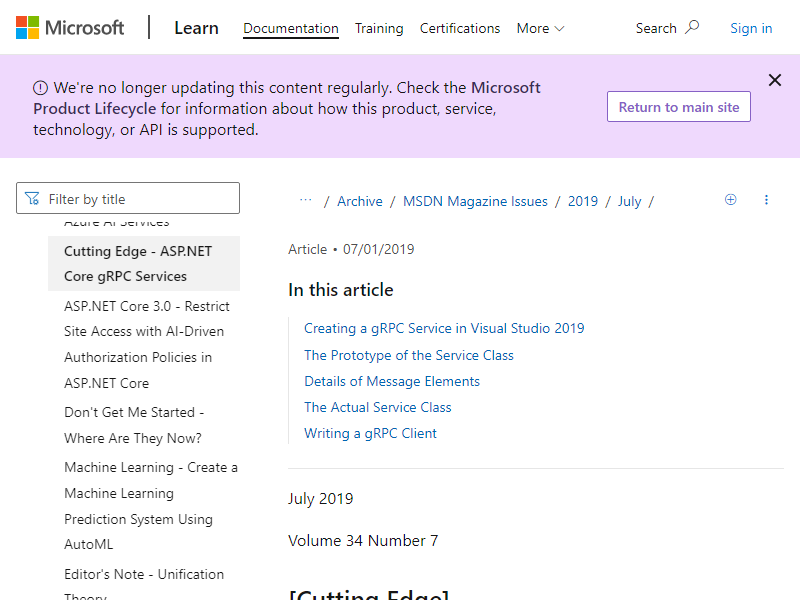 Microsoft
Learn
Documentation Training Certifications More
Search
Sign in
We're no longer updating this content regularly. Check the Microsoft
Product Lifecycle for information about how this product, service,
technology, or API is supported.
Return to main site
Filter by title
Azure AI Services
Cutting Edge - ASP.NET
Core gRPC Services
ASP.NET Core 3.0 - Restrict
Site Access with AI-Driven
Authorization Policies in
ASP.NET Core
Don't Get Me Started -
Where Are They Now?
Machine Learning - Create a
Machine Learning
Prediction System Using
AutoML
Editor's Note - Unification
Theory
... / Archive / MSDN Magazine Issues / 2019 / July /
Article • 07/01/2019
In this article
Creating a gRPC Service in Visual Studio 2019
The Prototype of the Service Class
Details of Message Elements
The Actual Service Class
Writing a gRPC Client
July 2019
Volume 34 Number 7
[Cutting Edge]